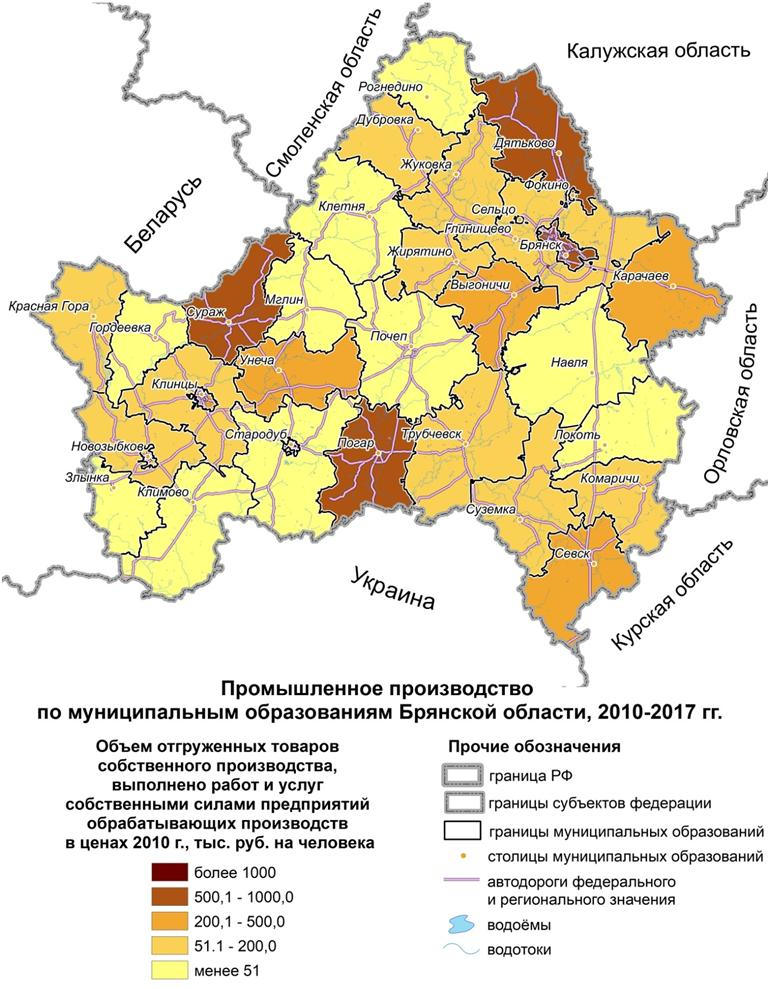 Калужская область
Смоленская область
Рогнедино
Дубровка
Дятьково
Жуковка
Беларусь
Фокино
Клетня
Сельцо
Глинищево
Брянск
Жирятино
Карачаев
Выгоничи
Красная Гора
Мглин
Сураж
Гордеевка
Почеп
Орловская область
Унеча
Навля
Клинцы
Стародуб
Погар
Трубчевск
Локоть
Новозыбков
Злынка
Климово
Комаричи
Суземка
Севск
Украина
Курская область
Промышленное производство
по муниципальным образованиям Брянской области, 2010-2017 гг.
Объем отгруженных товаров
собственного производства,
выполнено работ и услуг
собственными силами предприятий
обрабатывающих производств
в ценах 2010 г., тыс. руб. на человека
более 1000
500,1 - 1000,0
200,1 - 500,0
51.1 - 200,0
менее 51
Прочие обозначения
граница РФ
границы субъектов федерации
границы муниципальных образований
столицы муниципальных образований
автодороги федерального
и регионального значения
водоёмы
водотоки